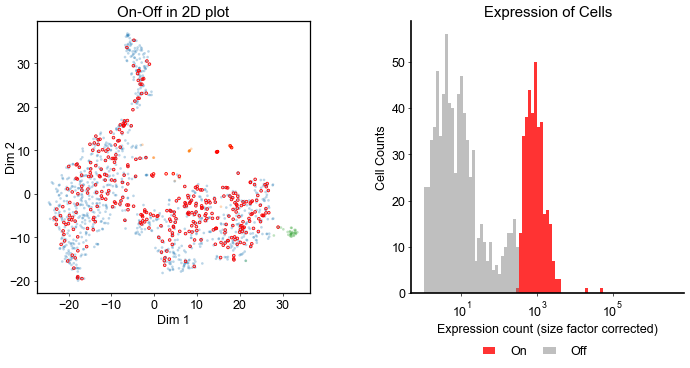 On-Off in 2D plot
30
20
10
0
−10
−20
Dim 2
−20 −10 0 10 20 30
Dim 1
Expression of Cells
50
40
30
20
10
0
Cell Counts
10^1 10^3 10^5
Expression count (size factor corrected)
On Off